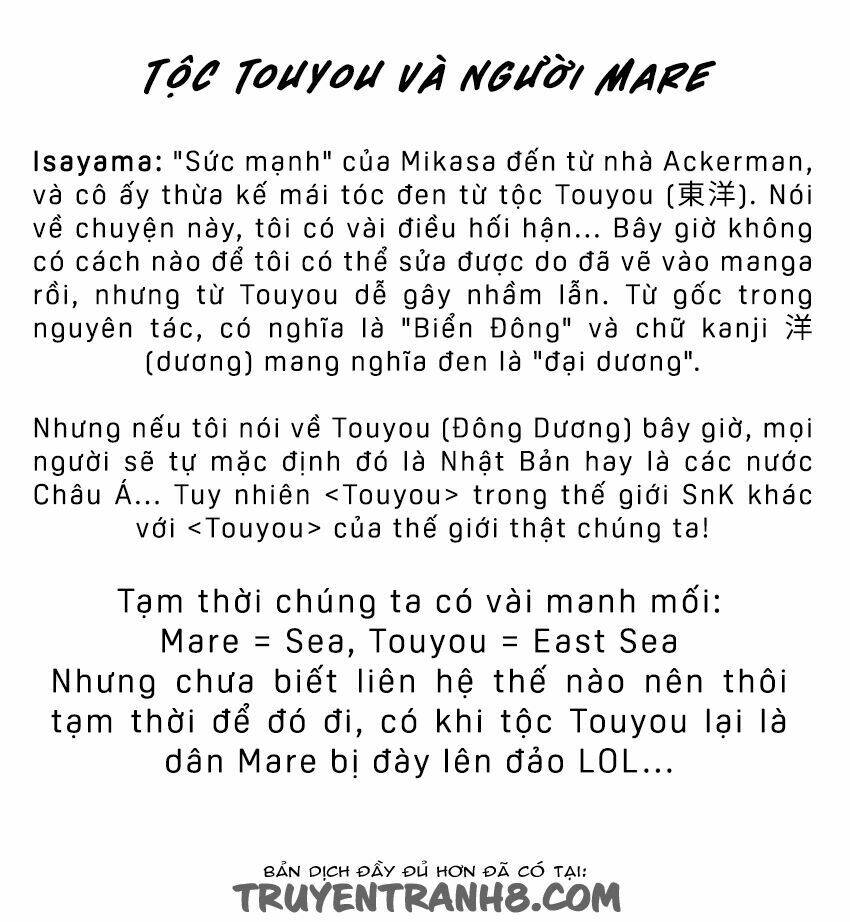 TỘC TOUYOU VÀ NGƯỜI MARE
Isayama: "Sức mạnh" của Mikasa đến từ nhà Ackerman,
và cô ấy thừa kế mái tóc đen từ tộc Touyou (東洋). Nói
về chuyện này, tôi có vài điều hối hận... Bây giờ không
có cách nào để tôi có thể sửa được do đã vẽ vào manga
rồi, nhưng từ Touyou dễ gây nhầm lẫn. Từ gốc trong
nguyên tác, có nghĩa là "Biển Đông" và chữ kanji 洋
(dương) mang nghĩa đen là "đại dương".
Nhưng nếu tôi nói về Touyou (Đông Dương) bây giờ, mọi
người sẽ tự mặc định đó là Nhật Bản hay là các nước
Châu Á... Tuy nhiên <Touyou> trong thế giới SnK khác
với <Touyou> của thế giới thật chúng ta!
Tạm thời chúng ta có vài manh mối:
Mare = Sea, Touyou = East Sea
Nhưng chưa biết liên hệ thế nào nên thôi
tạm thời để đó đi, có khi tộc Touyou lại là
dân Mare bị đày lên đảo LOL...
BẢN DỊCH ĐẦY ĐỦ HƠN ĐÃ CÓ TẠI:
TRUYENTRANH8.COM